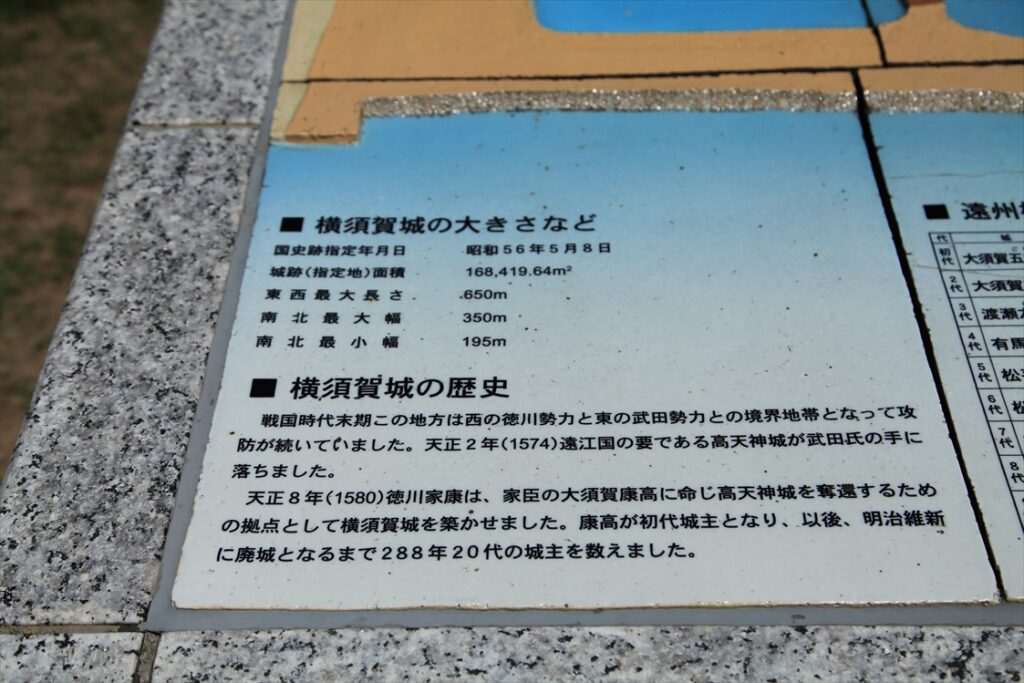 ■ 横須賀城の大きさなど
国史跡指定年月日 昭和56年5月8日
城跡(指定地)面積 168,419.64m²
東西最大長さ 650m
南北最大幅 350m
南北最小幅 195m
■ 横須賀城の歴史
戦国時代末期この地方は西の徳川勢力と東の武田勢力との境界地帯となって攻
防が続いていました。天正2年(1574)遠江国の要である高天神城が武田氏の手に
落ちました。
天正8年(1580)徳川家康は、家臣の大須賀康高に命じ高天神城を奪還するため
の拠点として横須賀城を築かせました。康高が初代城主となり、以後、明治維新
に廃城となるまで288年20代の城主を数えました。
■ 遠州
代 城
初代 大須賀五
2代 大須賀
3代 渡瀬
4代 有馬
5代 松
6代
7代
8代